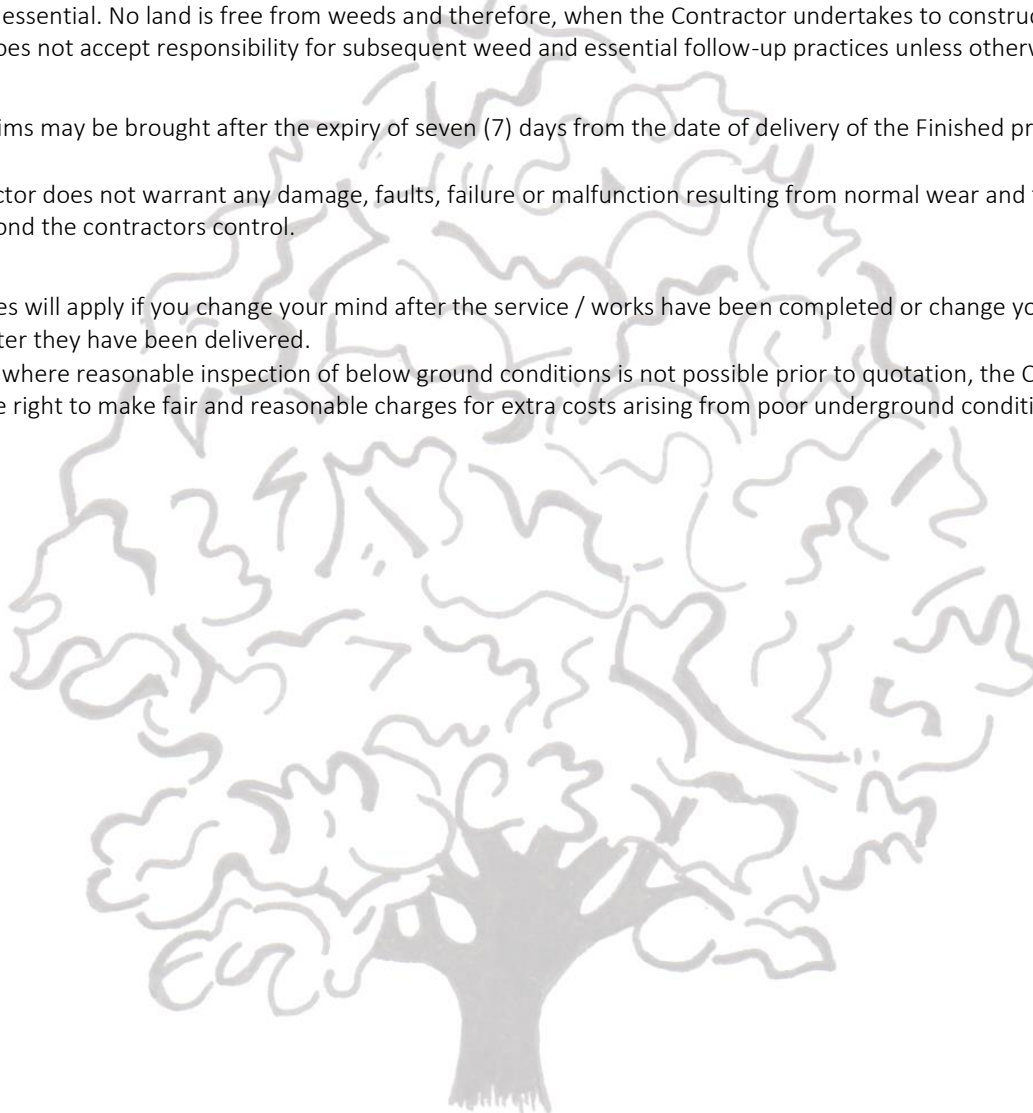 essential. No land is free from weeds and therefore, when the Contractor undertakes to construc
oes not accept responsibility for subsequent weed and essential follow-up practices unless otherw
ims may be brought after the expiry of seven (7) days from the date of delivery of the Finished pr
ctor does not warrant any damage, faults, failure or malfunction resulting from normal wear and
ond the contractors control.
es will apply if you change your mind after the service / works have been completed or change yo
ter they have been delivered.
where reasonable inspection of below ground conditions is not possible prior to quotation, the C
e right to make fair and reasonable charges for extra costs arising from poor underground conditi